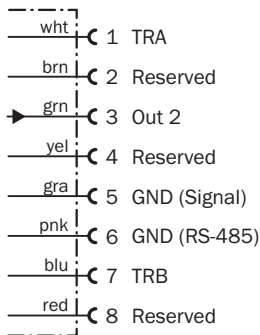 wht 1 TRA
brn 2 Reserved
grn 3 Out 2
yel 4 Reserved
gra 5 GND (Signal)
pnk 6 GND (RS-485)
blu 7 TRB
red 8 Reserved